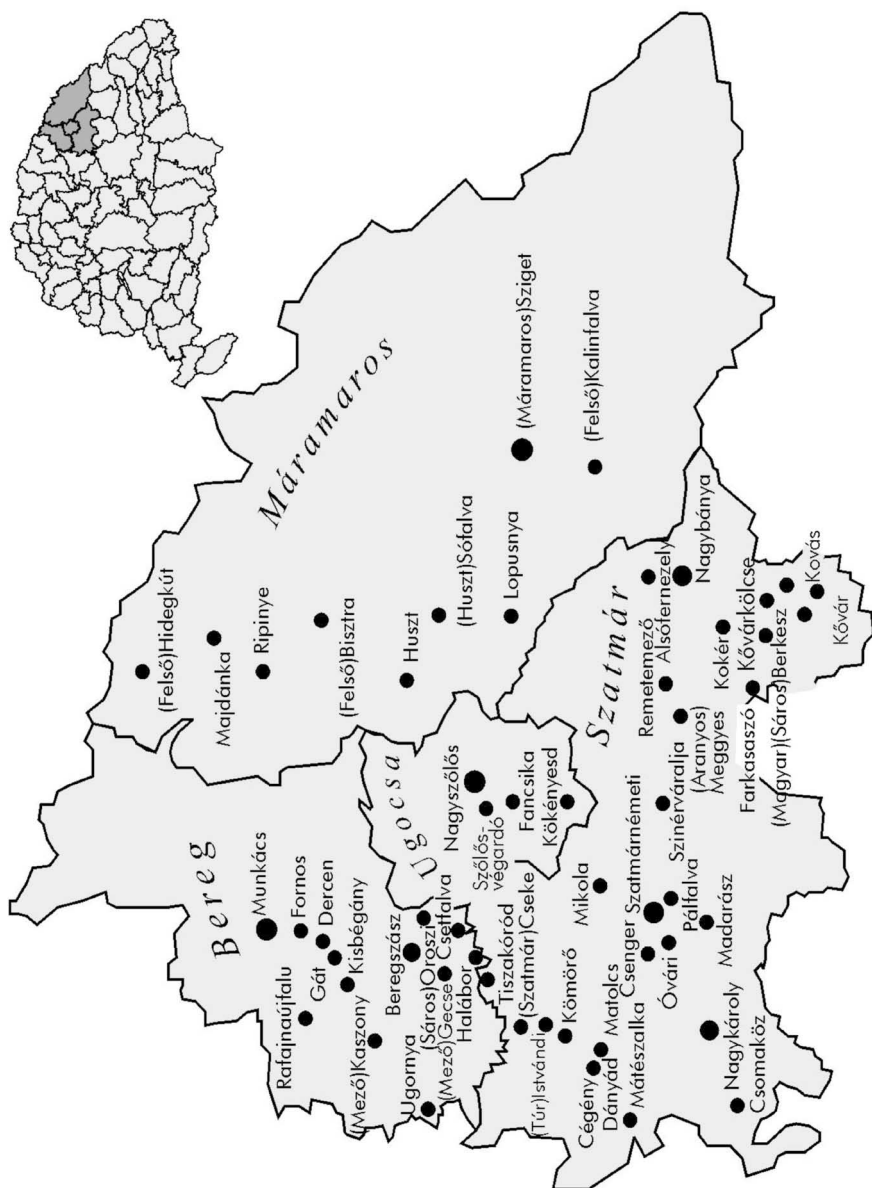 Máramaros
(Felső)Hidegkút
Majdánka
Ripinye
(Felső)Bisztra
Huszt
(Huszt)Sófalva
Lopusnya
(Máramaros)Sziget
(Felső)Kalinfalva
Bereg
Munkács
Fornos
Dercen
Gát
Kisbégány
Rafajnaújfalu
(Mező)Kaszony
Beregszász
Ugornya
(Sáros)Oroszi
(Mező)Gecse
Csetfalva
Halábor
Ugocsa
Nagyszőlős
Szőlős-
végardó
Fancsika
Kökényesd
Szatmár
Tiszakóród
(Szatmár)Cseke
(Túr)Istvándi
Kömörő
Cégény
Dányád
Matolcs
Mátészalka
Mikola
Csenger
Szatmárnémeti
Óvári
Pálfalva
Madarász
Nagykároly
Csomaköz
Szinérváralja
(Aranyos)
Meggyes
Remetemező
Alsófernezely
Nagybánya
Kokér
Farkasaszó
Kővárkölcse
(Magyar)(Sáros)Berkesz
Kovás
Kővár